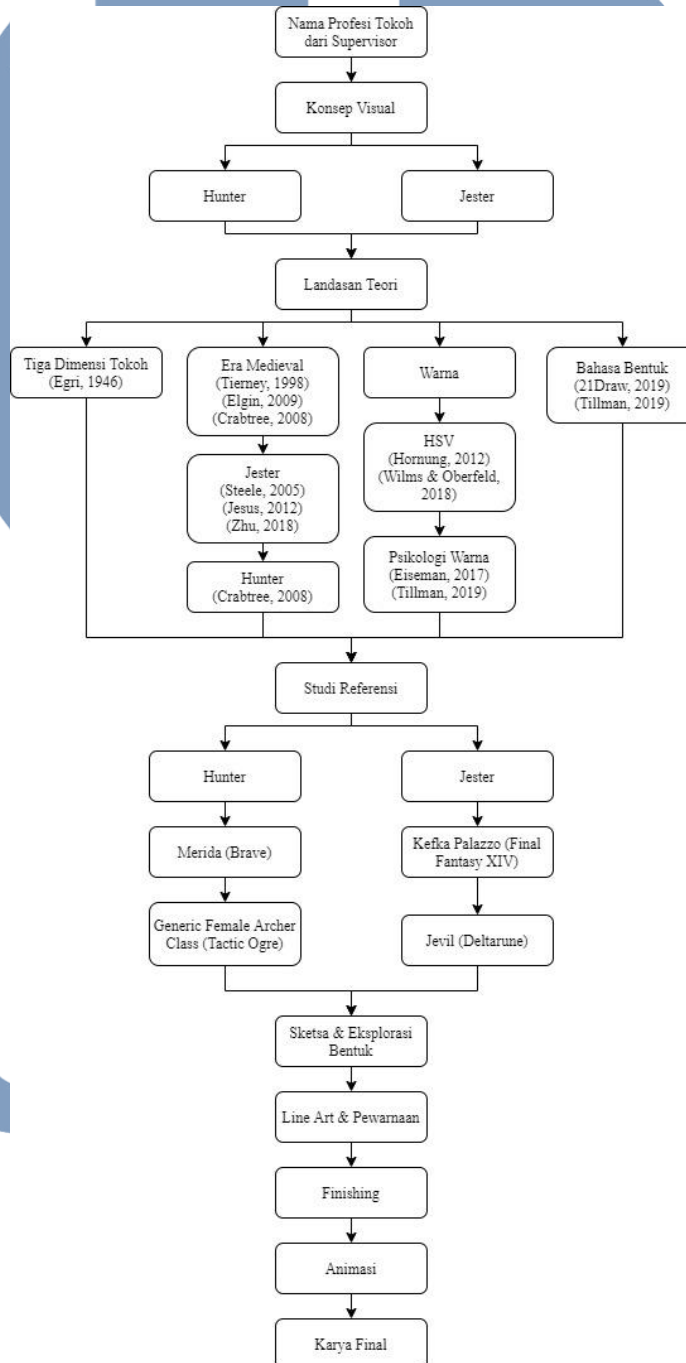 Nama Profesi Tokoh
dari Supervisor
Konsep Visual
Hunter
Jester
Landasan Teori
Tiga Dimensi Tokoh
(Egri, 1946)
Era Medieval
(Tierney, 1998)
(Elgin, 2009)
(Crabtree, 2008)
Jester
(Steele, 2005)
(Jesus, 2012)
(Zhu, 2018)
Hunter
(Crabtree, 2008)
Warna
HSV
(Hornung, 2012)
(Wilms & Oberfeld,
2018)
Psikologi Warna
(Eiseman, 2017)
(Tillman, 2019)
Bahasa Bentuk
(21Draw, 2019)
(Tillman, 2019)
Studi Referensi
Hunter
Merida (Brave)
Generic Female Archer
Class (Tactic Ogre)
Jester
Kefka Palazzo (Final
Fantasy XIV)
Jevil (Deltarune)
Sketsa & Eksplorasi
Bentuk
Line Art & Pewarnaan
Finishing
Animasi
Karya Final